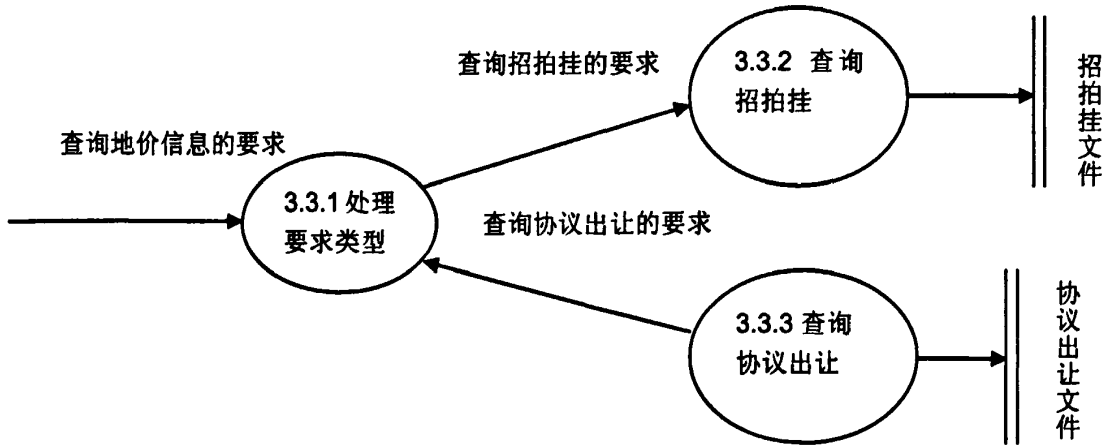 查询招拍挂的要求
3.3.2 查询
招拍挂
招拍挂文件
查询地价信息的要求
3.3.1处理
要求类型
查询协议出让的要求
3.3.3查询
协议出让
协议出让文件